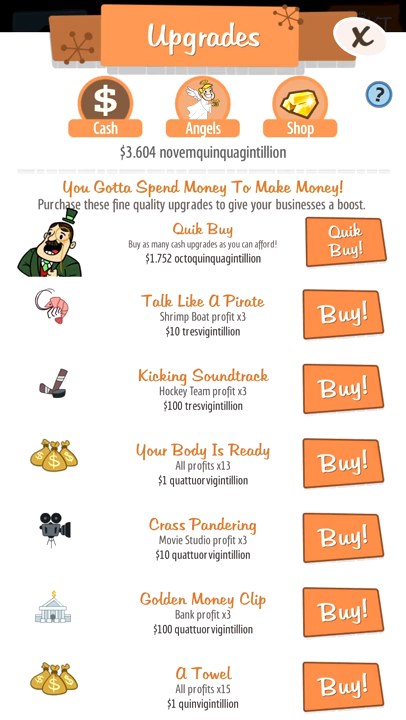 Upgrades
X
$
?
Cash
Angels
Shop
$3.604 novemquinquagintillion
You Gotta Spend Money To Make Money!
Purchase these fine quality upgrades to give your businesses a boost.
Quik Buy
Buy as many cash upgrades as you can afford!
$1.752 octoquinquagintillion
Quik
Buy!
Talk Like A Pirate
Shrimp Boat profit x3
$10 tresvigintillion
Buy!
Kicking Soundtrack
Hockey Team profit x3
$100 tresvigintillion
Buy!
Your Body Is Ready
All profits x13
$1 quattuorvigintillion
Buy!
Crass Pandering
Movie Studio profit x3
$10 quattuorvigintillion
Buy!
Golden Money Clip
Bank profit x3
$100 quattuorvigintillion
Buy!
A Towel
All profits x15
$1 quinvigintillion
Buy!